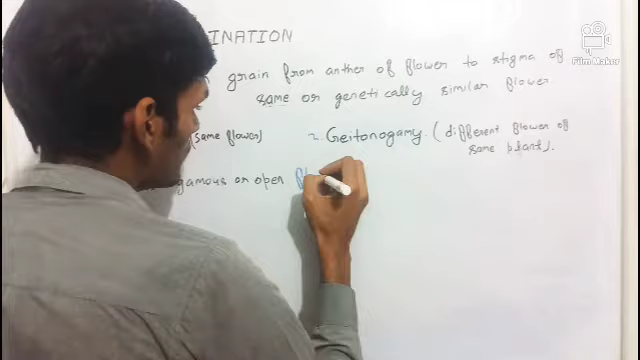 INATION
grain from anther of flower to stigma of
same or genetically similar flower.
(same flower) = Geitonogamy. (different flower of
same plant).
gamous or open fl
Film Maker